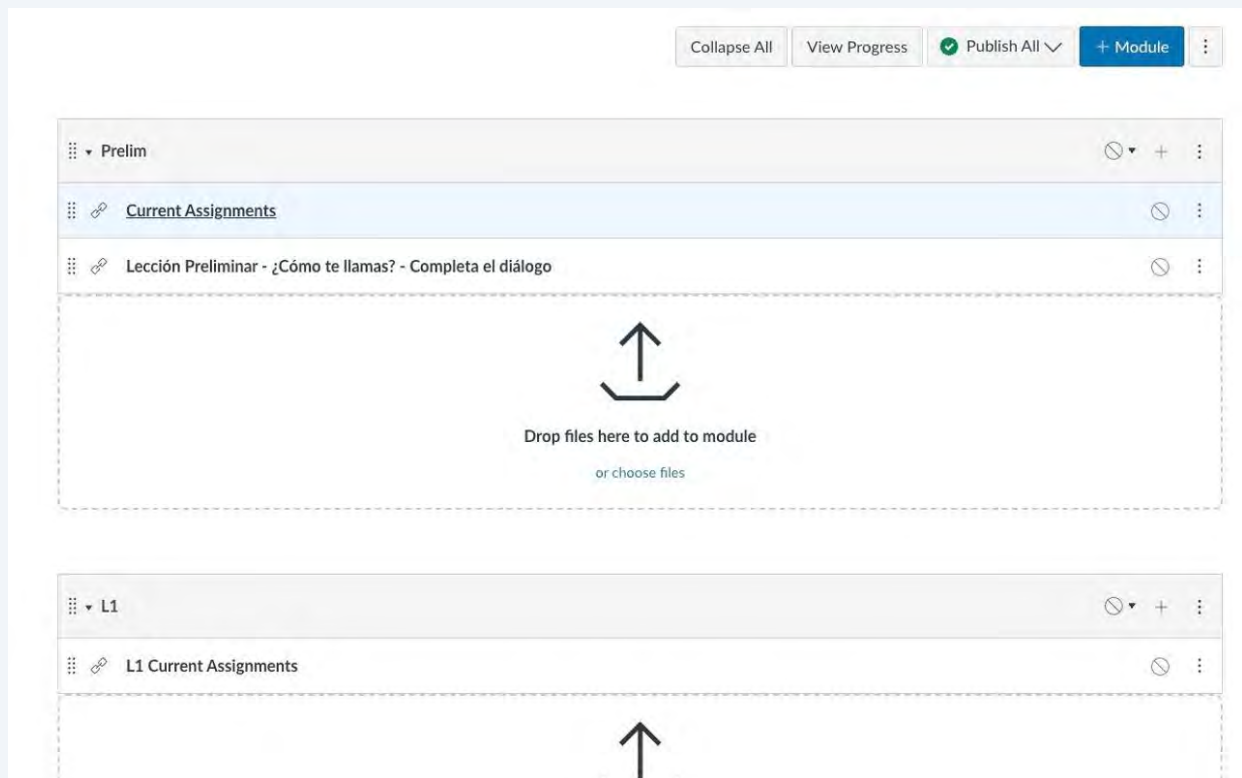 Collapse All
View Progress
Publish All
+ Module
Prelim
Current Assignments
Lección Preliminar - ¿Cómo te llamas? - Completa el diálogo
Drop files here to add to module
or choose files
L1
L1 Current Assignments